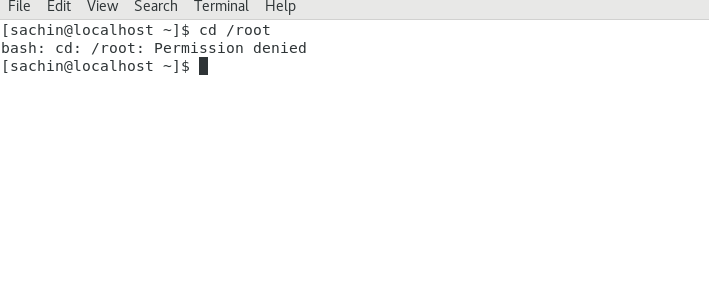 File Edit View Search Terminal Help
[sachin@localhost ~]$ cd /root
bash: cd: /root: Permission denied
[sachin@localhost ~]$